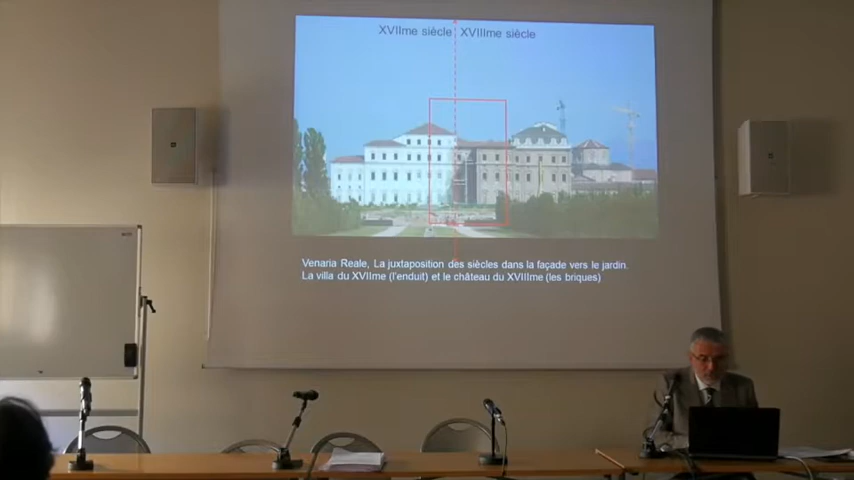 XVIIme siècle XVIIIme siècle
Venaria Reale, La juxtaposition des siècles dans la façade vers le jardin.
La villa du XVIIme (l'enduit) et le château du XVIIIme (les briques)